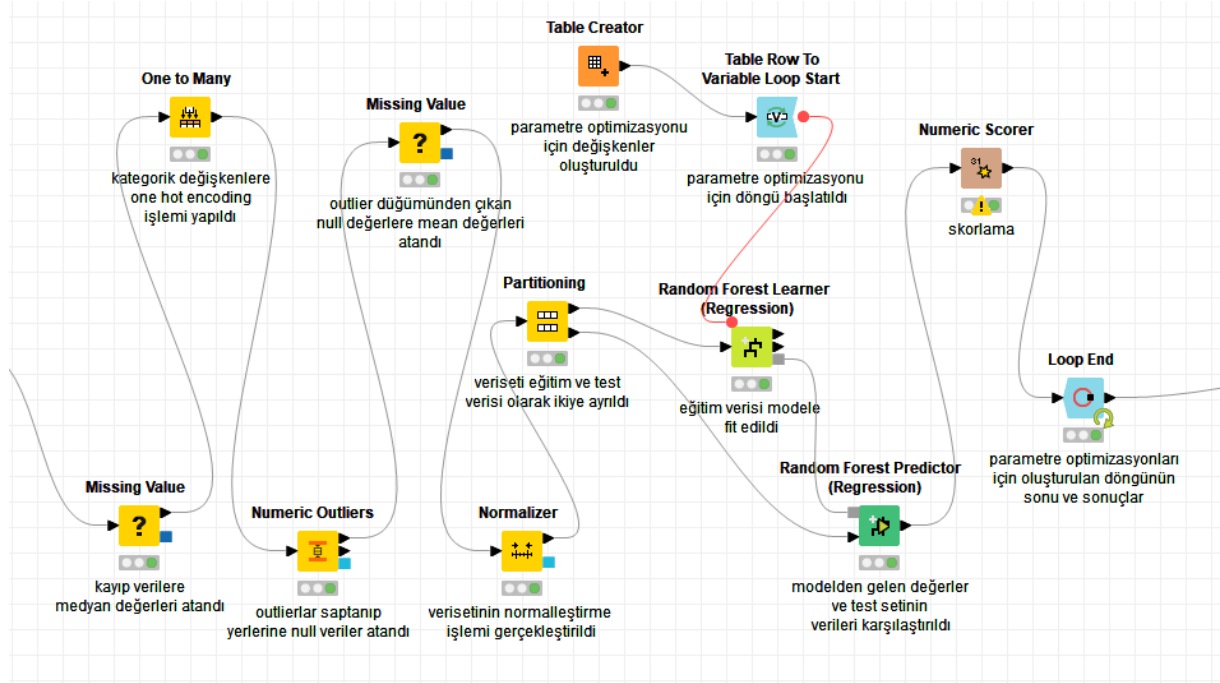 Table Creator
parametre optimizasyonu
için değişkenler
oluşturuldu
Table Row To
Variable Loop Start
parametre optimizasyonu
için döngü başlatıldı
One to Many
kategorik değişkenlere
one hot encoding
işlemi yapıldı
Missing Value
outlier düğümünden çıkan
null değerlere mean değerleri
atandı
Numeric Scorer
skorlama
Partitioning
veriseti eğitim ve test
verisi olarak ikiye ayrıldı
Random Forest Learner
(Regression)
eğitim verisi modele
fit edildi
Loop End
parametre optimizasyonları
için oluşturulan döngünün
sonu ve sonuçlar
Missing Value
kayıp verilere
medyan değerleri atandı
Numeric Outliers
outlierlar saptanıp
yerlerine null veriler atandı
Normalizer
verisetinin normalleştirme
işlemi gerçekleştirildi
Random Forest Predictor
(Regression)
modelden gelen değerler
ve test setinin
verileri karşılaştırıldı